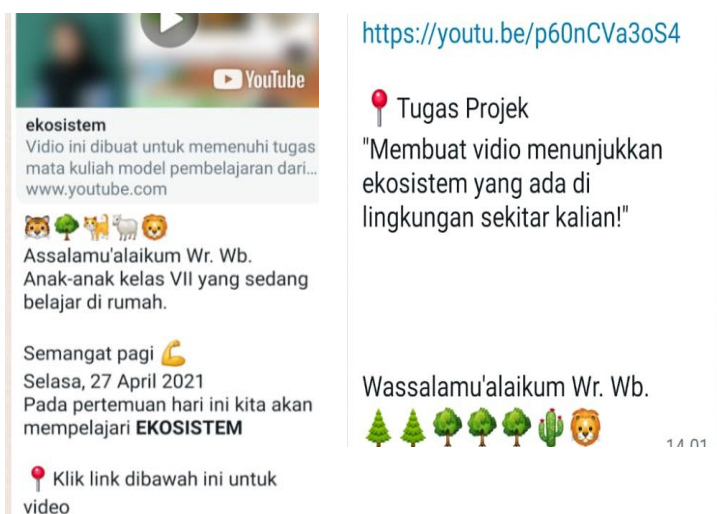 YouTube
ekosistem
Vidio ini dibuat untuk memenuhi tugas
mata kuliah model pembelajaran dari...
www.youtube.com
🐯🌳🐈🐑🦁
Assalamu'alaikum Wr. Wb.
Anak-anak kelas VII yang sedang
belajar di rumah.
Semangat pagi 💪
Selasa, 27 April 2021
Pada pertemuan hari ini kita akan
mempelajari EKOSISTEM
📍 Klik link dibawah ini untuk
video
https://youtu.be/p60nCVa3oS4
📍 Tugas Projek
"Membuat vidio menunjukkan
ekosistem yang ada di
lingkungan sekitar kalian!"
Wassalamu'alaikum Wr. Wb.
🌲🌲🌳🌳🌳🌵🦁
14.01